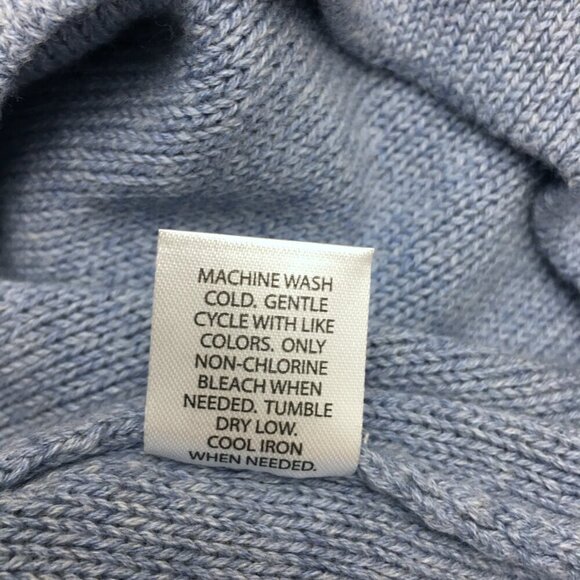 MACHINE WASH
COLD. GENTLE
CYCLE WITH LIKE
COLORS. ONLY
NON-CHLORINE
BLEACH WHEN
NEEDED. TUMBLE
DRY LOW.
COOL IRON
WHEN NEEDED.